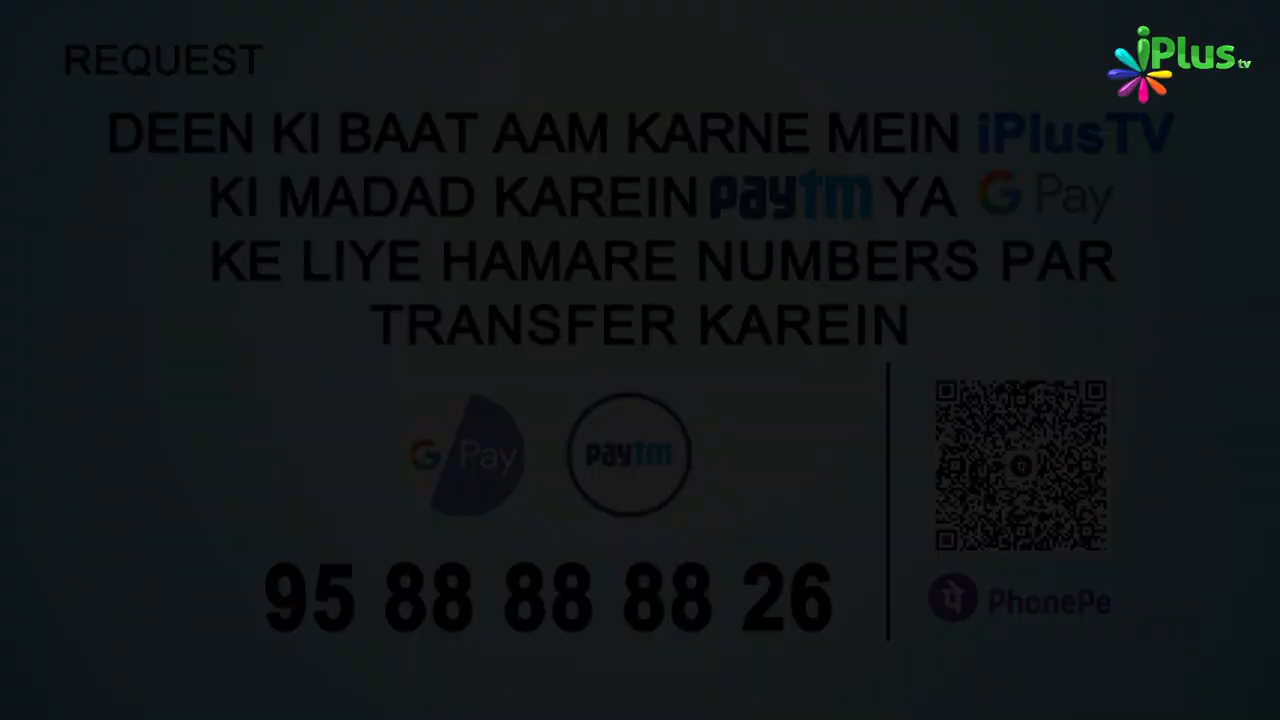 iPlus tv
REQUEST
DEEN KI BAAT AAM KARNE MEIN iPlusTV
KI MADAD KAREIN paytm YA G Pay
KE LIYE HAMARE NUMBERS PAR
TRANSFER KAREIN
G Pay paytm
95 88 88 88 26
पे PhonePe